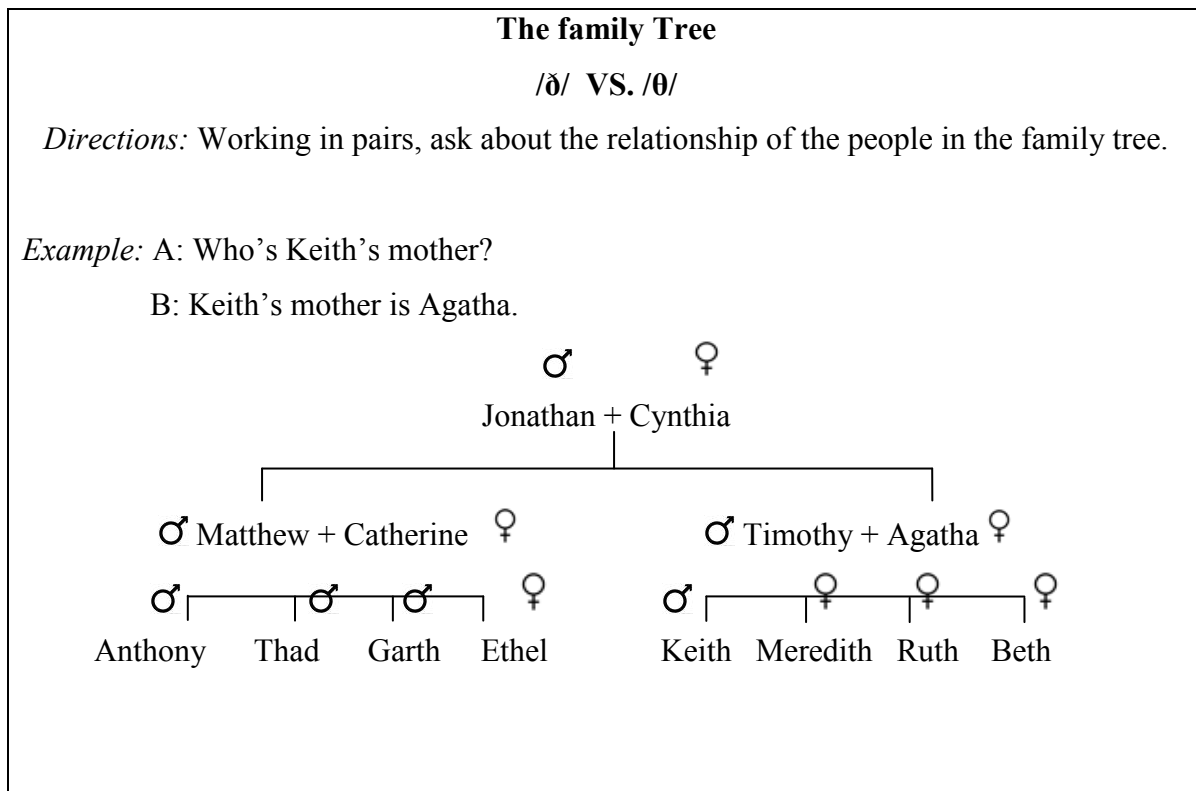 The family Tree
/ð/ VS. /θ/
Directions: Working in pairs, ask about the relationship of the people in the family tree.
Example: A: Who’s Keith’s mother?
B: Keith’s mother is Agatha.
♂ ♀
Jonathan + Cynthia
♂ Matthew + Catherine ♀ ♂ Timothy + Agatha ♀
♂ ♂ ♂ ♀ ♂ ♀ ♀ ♀
Anthony Thad Garth Ethel Keith Meredith Ruth Beth